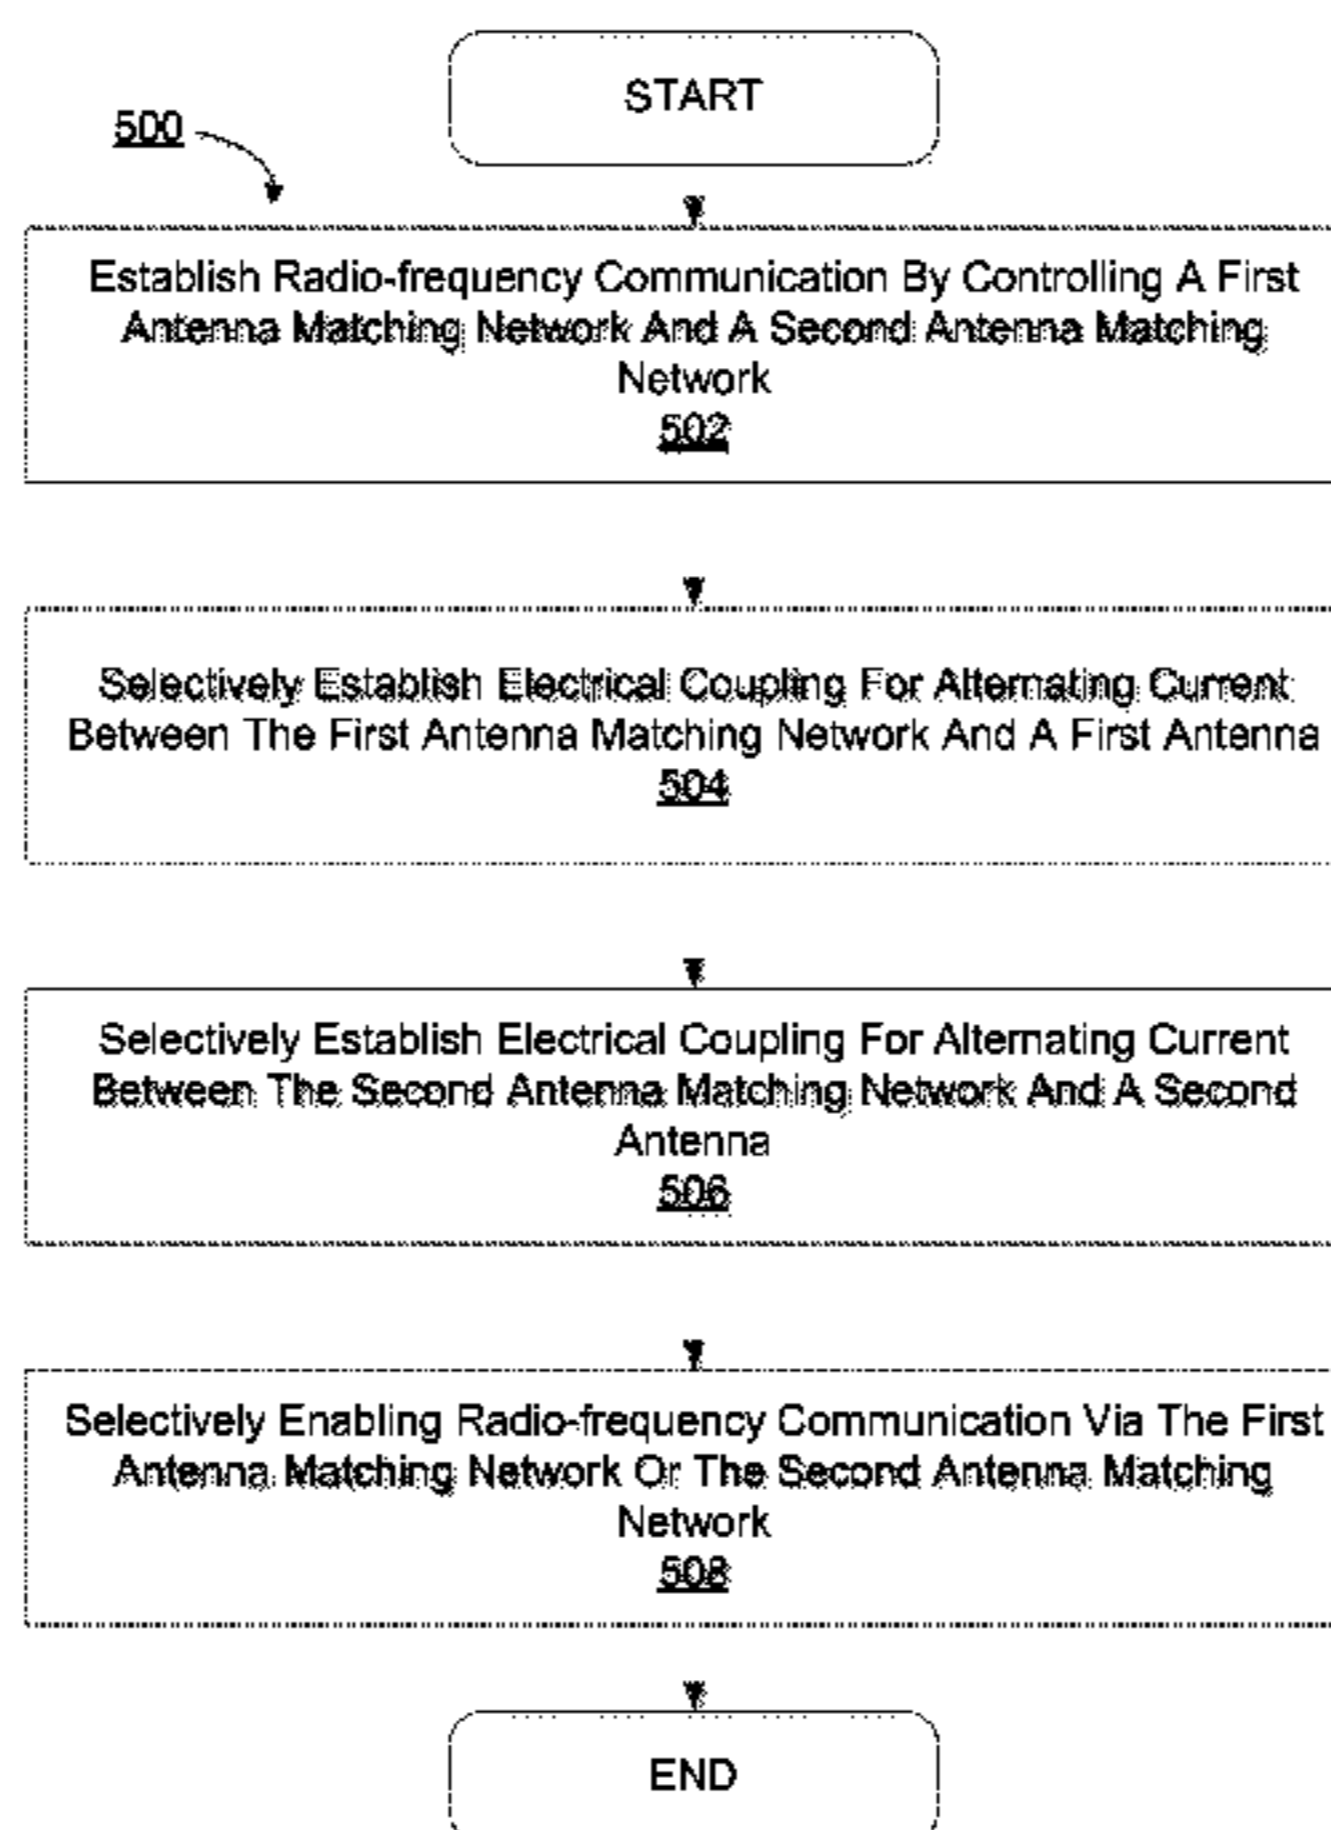 START
500
Establish Radio-frequency Communication By Controlling A First
Antenna Matching Network And A Second Antenna Matching
Network
502
Selectively Establish Electrical Coupling For Alternating Current
Between The First Antenna Matching Network And A First Antenna
504
Selectively Establish Electrical Coupling For Alternating Current
Between The Second Antenna Matching Network And A Second
Antenna
506
Selectively Enabling Radio-frequency Communication Via The First
Antenna Matching Network Or The Second Antenna Matching
Network
508
END